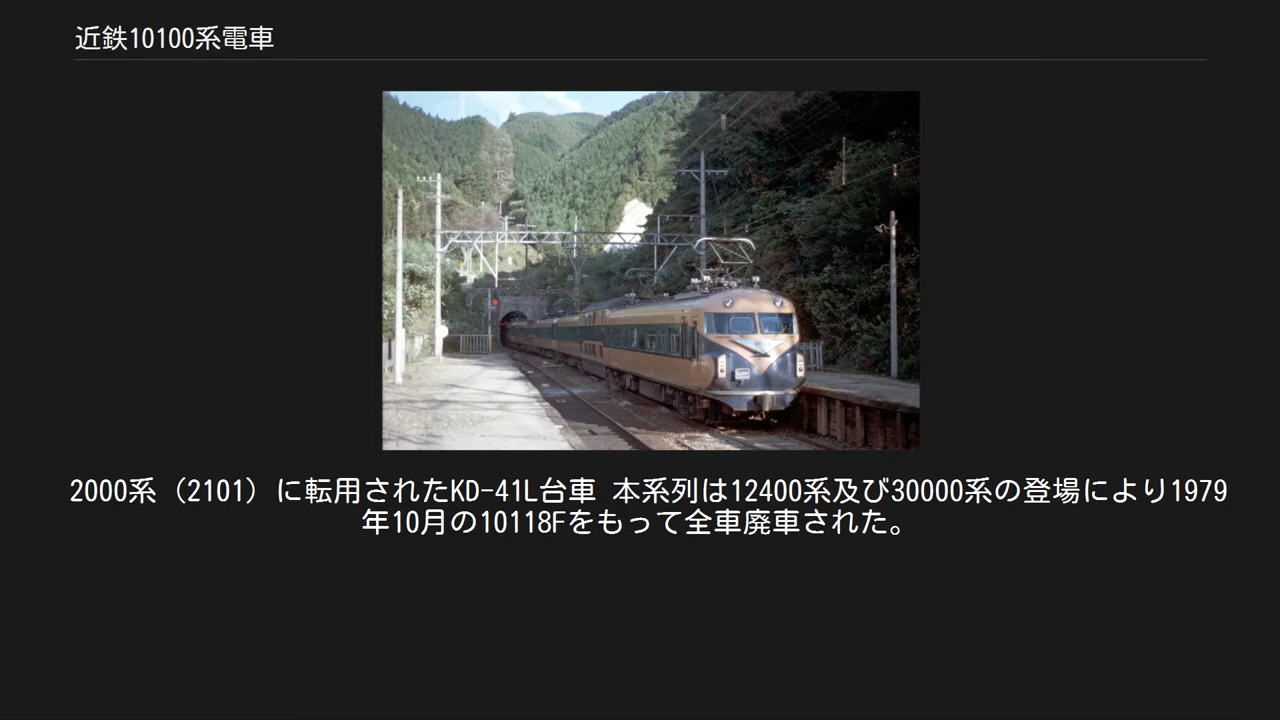 近鉄10100系電車
2000系（2101）に転用されたKD-41L台車 本系列は12400系及び30000系の登場により1979
年10月の10118Fをもって全車廃車された。